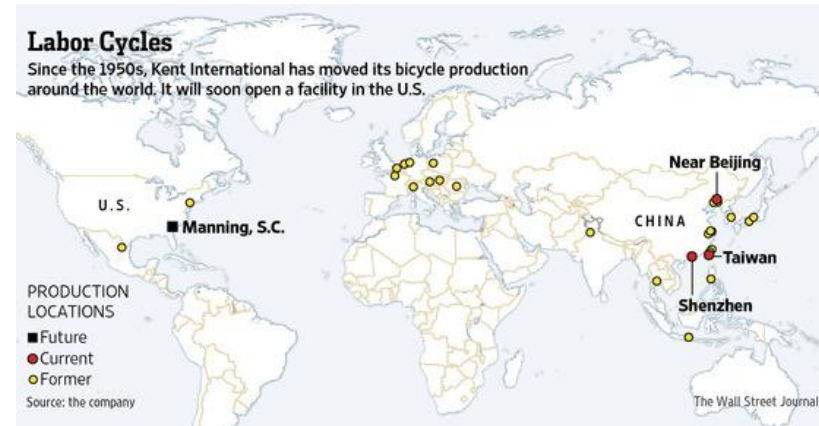 Labor Cycles
Since the 1950s, Kent International has moved its bicycle production
around the world. It will soon open a facility in the U.S.
Near Beijing
U.S.
CHINA
Manning, S.C.
Taiwan
Shenzhen
PRODUCTION
LOCATIONS
Future
Current
Former
Source: the company
The Wall Street Journal